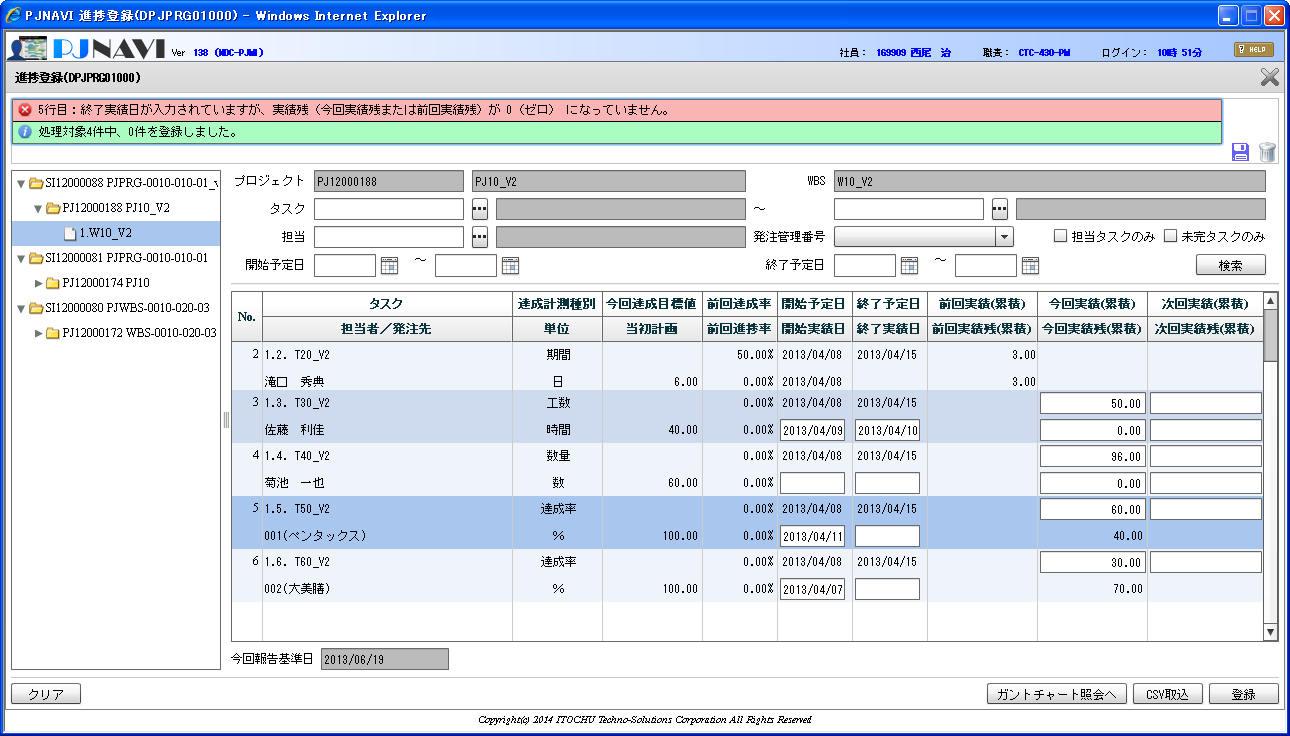 PJNAVI 進捗登録(DPJPRG01000) - Windows Internet Explorer
PJNAVI Ver 138 (NDC-PJM1) 社員： 169909 西尾 治 職責： CTC-430-PM ログイン： 10時 51分 ? HELP
進捗登録(DPJPRG01000)
5行目：終了実績日が入力されていますが、実績残（今回実績残または前回実績残）が 0（ゼロ） になっていません。
処理対象4件中、0件を登録しました。
SI12000088 PJPRG-0010-010-01_v
PJ12000188 PJ10_V2
1.W10_V2
SI12000081 PJPRG-0010-010-01
PJ12000174 PJ10
SI12000080 PJWBS-0010-020-03
PJ12000172 WBS-0010-020-03
プロジェクト PJ12000188 PJ10_V2 WBS W10_V2
タスク ... ～ ...
担当 ... 発注管理番号 担当タスクのみ 未完タスクのみ
開始予定日 ～ 終了予定日 ～ 検索
No. タスク 達成計測種別 今回達成目標値 前回達成率 開始予定日 終了予定日 前回実績(累積) 今回実績(累積) 次回実績(累積)
担当者／発注先 単位 当初計画 前回進捗率 開始実績日 終了実績日 前回実績残(累積) 今回実績残(累積) 次回実績残(累積)
2 1.2. T20_V2 期間 50.00% 2013/04/08 2013/04/15 3.00
滝口 秀典 日 6.00 0.00% 2013/04/08 3.00
3 1.3. T30_V2 工数 0.00% 2013/04/08 2013/04/15 50.00
佐藤 利佳 時間 40.00 0.00% 2013/04/09 2013/04/10 0.00
4 1.4. T40_V2 数量 0.00% 2013/04/08 2013/04/15 96.00
菊池 一也 数 60.00 0.00% 0.00
5 1.5. T50_V2 達成率 0.00% 2013/04/08 2013/04/15 60.00
001(ペンタックス) % 100.00 0.00% 2013/04/11 40.00
6 1.6. T60_V2 達成率 0.00% 2013/04/08 2013/04/15 30.00
002(大美膳) % 100.00 0.00% 2013/04/07 70.00
今回報告基準日 2013/06/19
クリア ガントチャート照会へ CSV取込 登録
Copyright(c) 2014 ITOCHU Techno-Solutions Corporation All Rights Reserved